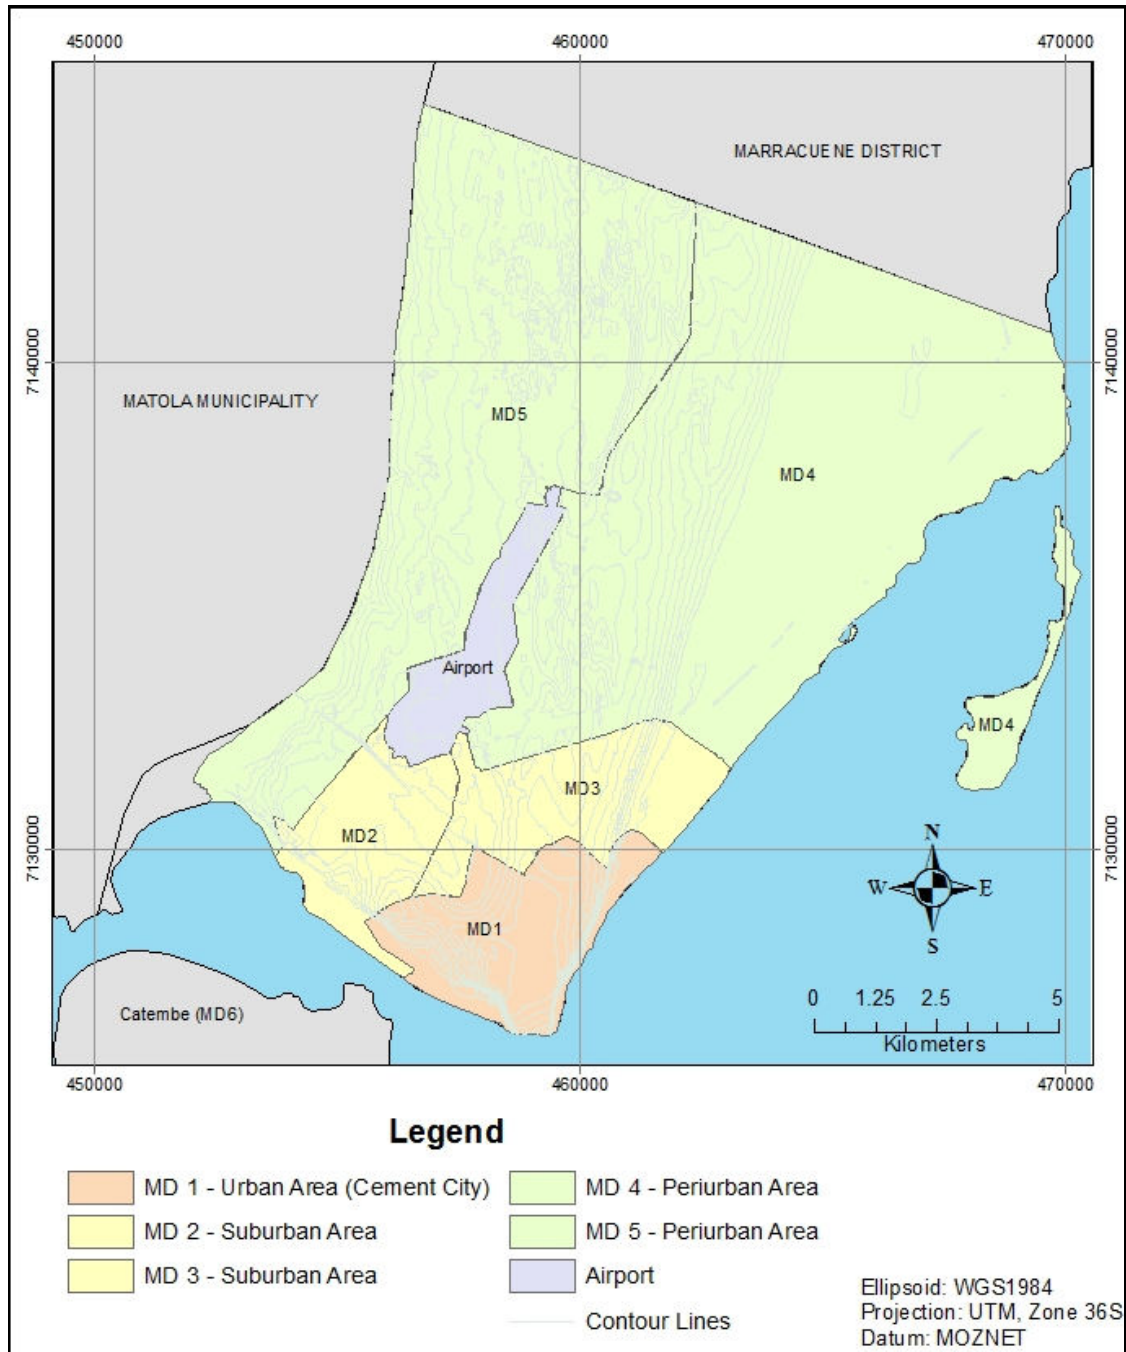 450000 460000 470000
MARRACUENE DISTRICT
7140000 7140000
MATOLA MUNICIPALITY
MD5
MD4
Airport
MD4
MD3
MD2
7130000 7130000
N
W E
S
MD1
0 1.25 2.5 5
Kilometers
Catembe (MD6)
450000 460000 470000
Legend
MD 1 - Urban Area (Cement City)
MD 2 - Suburban Area
MD 3 - Suburban Area
MD 4 - Periurban Area
MD 5 - Periurban Area
Airport
Contour Lines
Ellipsoid: WGS1984
Projection: UTM, Zone 36S
Datum: MOZNET